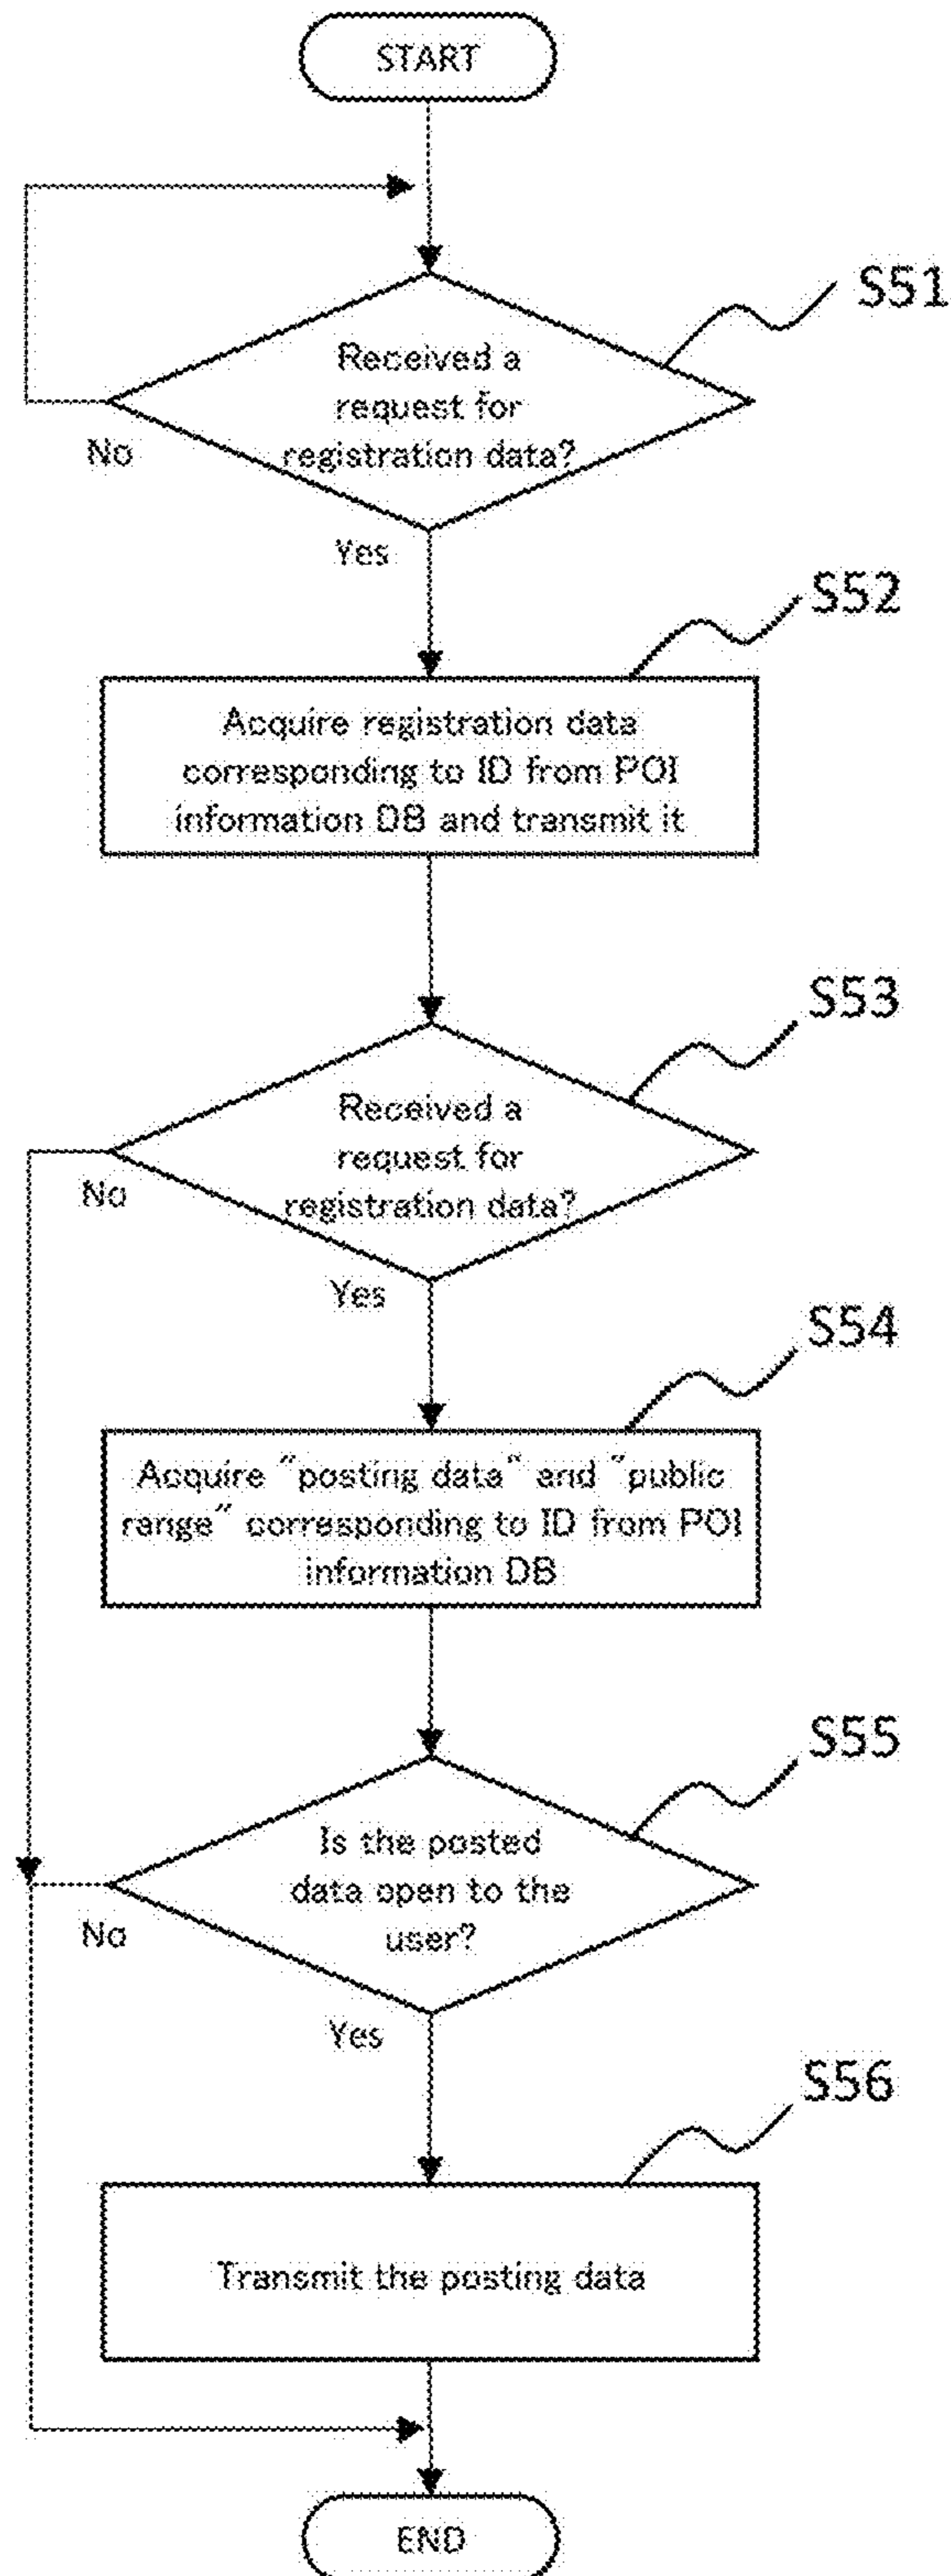 START
S51
Received a
request for
registration data?
No
Yes
S52
Acquire registration data
corresponding to ID from POI
information DB and transmit it
S53
Received a
request for
registration data?
No
Yes
S54
Acquire "posting data" and "public
range" corresponding to ID from POI
information DB
S55
Is the posted
data open to the
user?
No
Yes
S56
Transmit the posting data
END